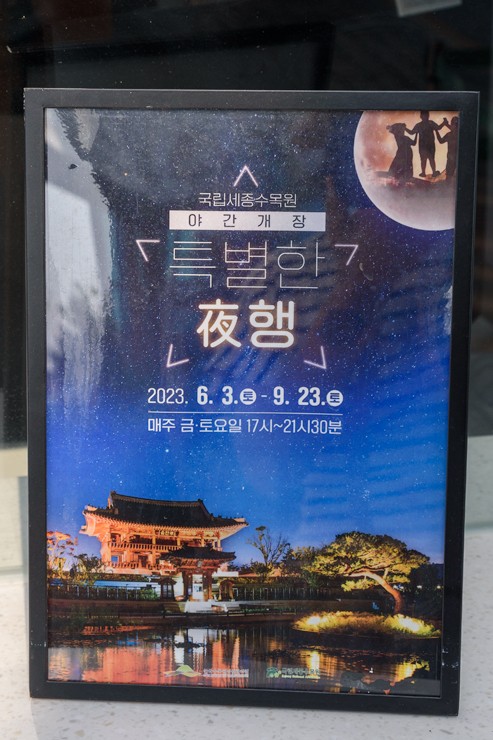 국립세종수목원
야간개장
특별한
夜행
2023. 6. 3.토 - 9. 23.토
매주 금·토요일 17시~21시30분